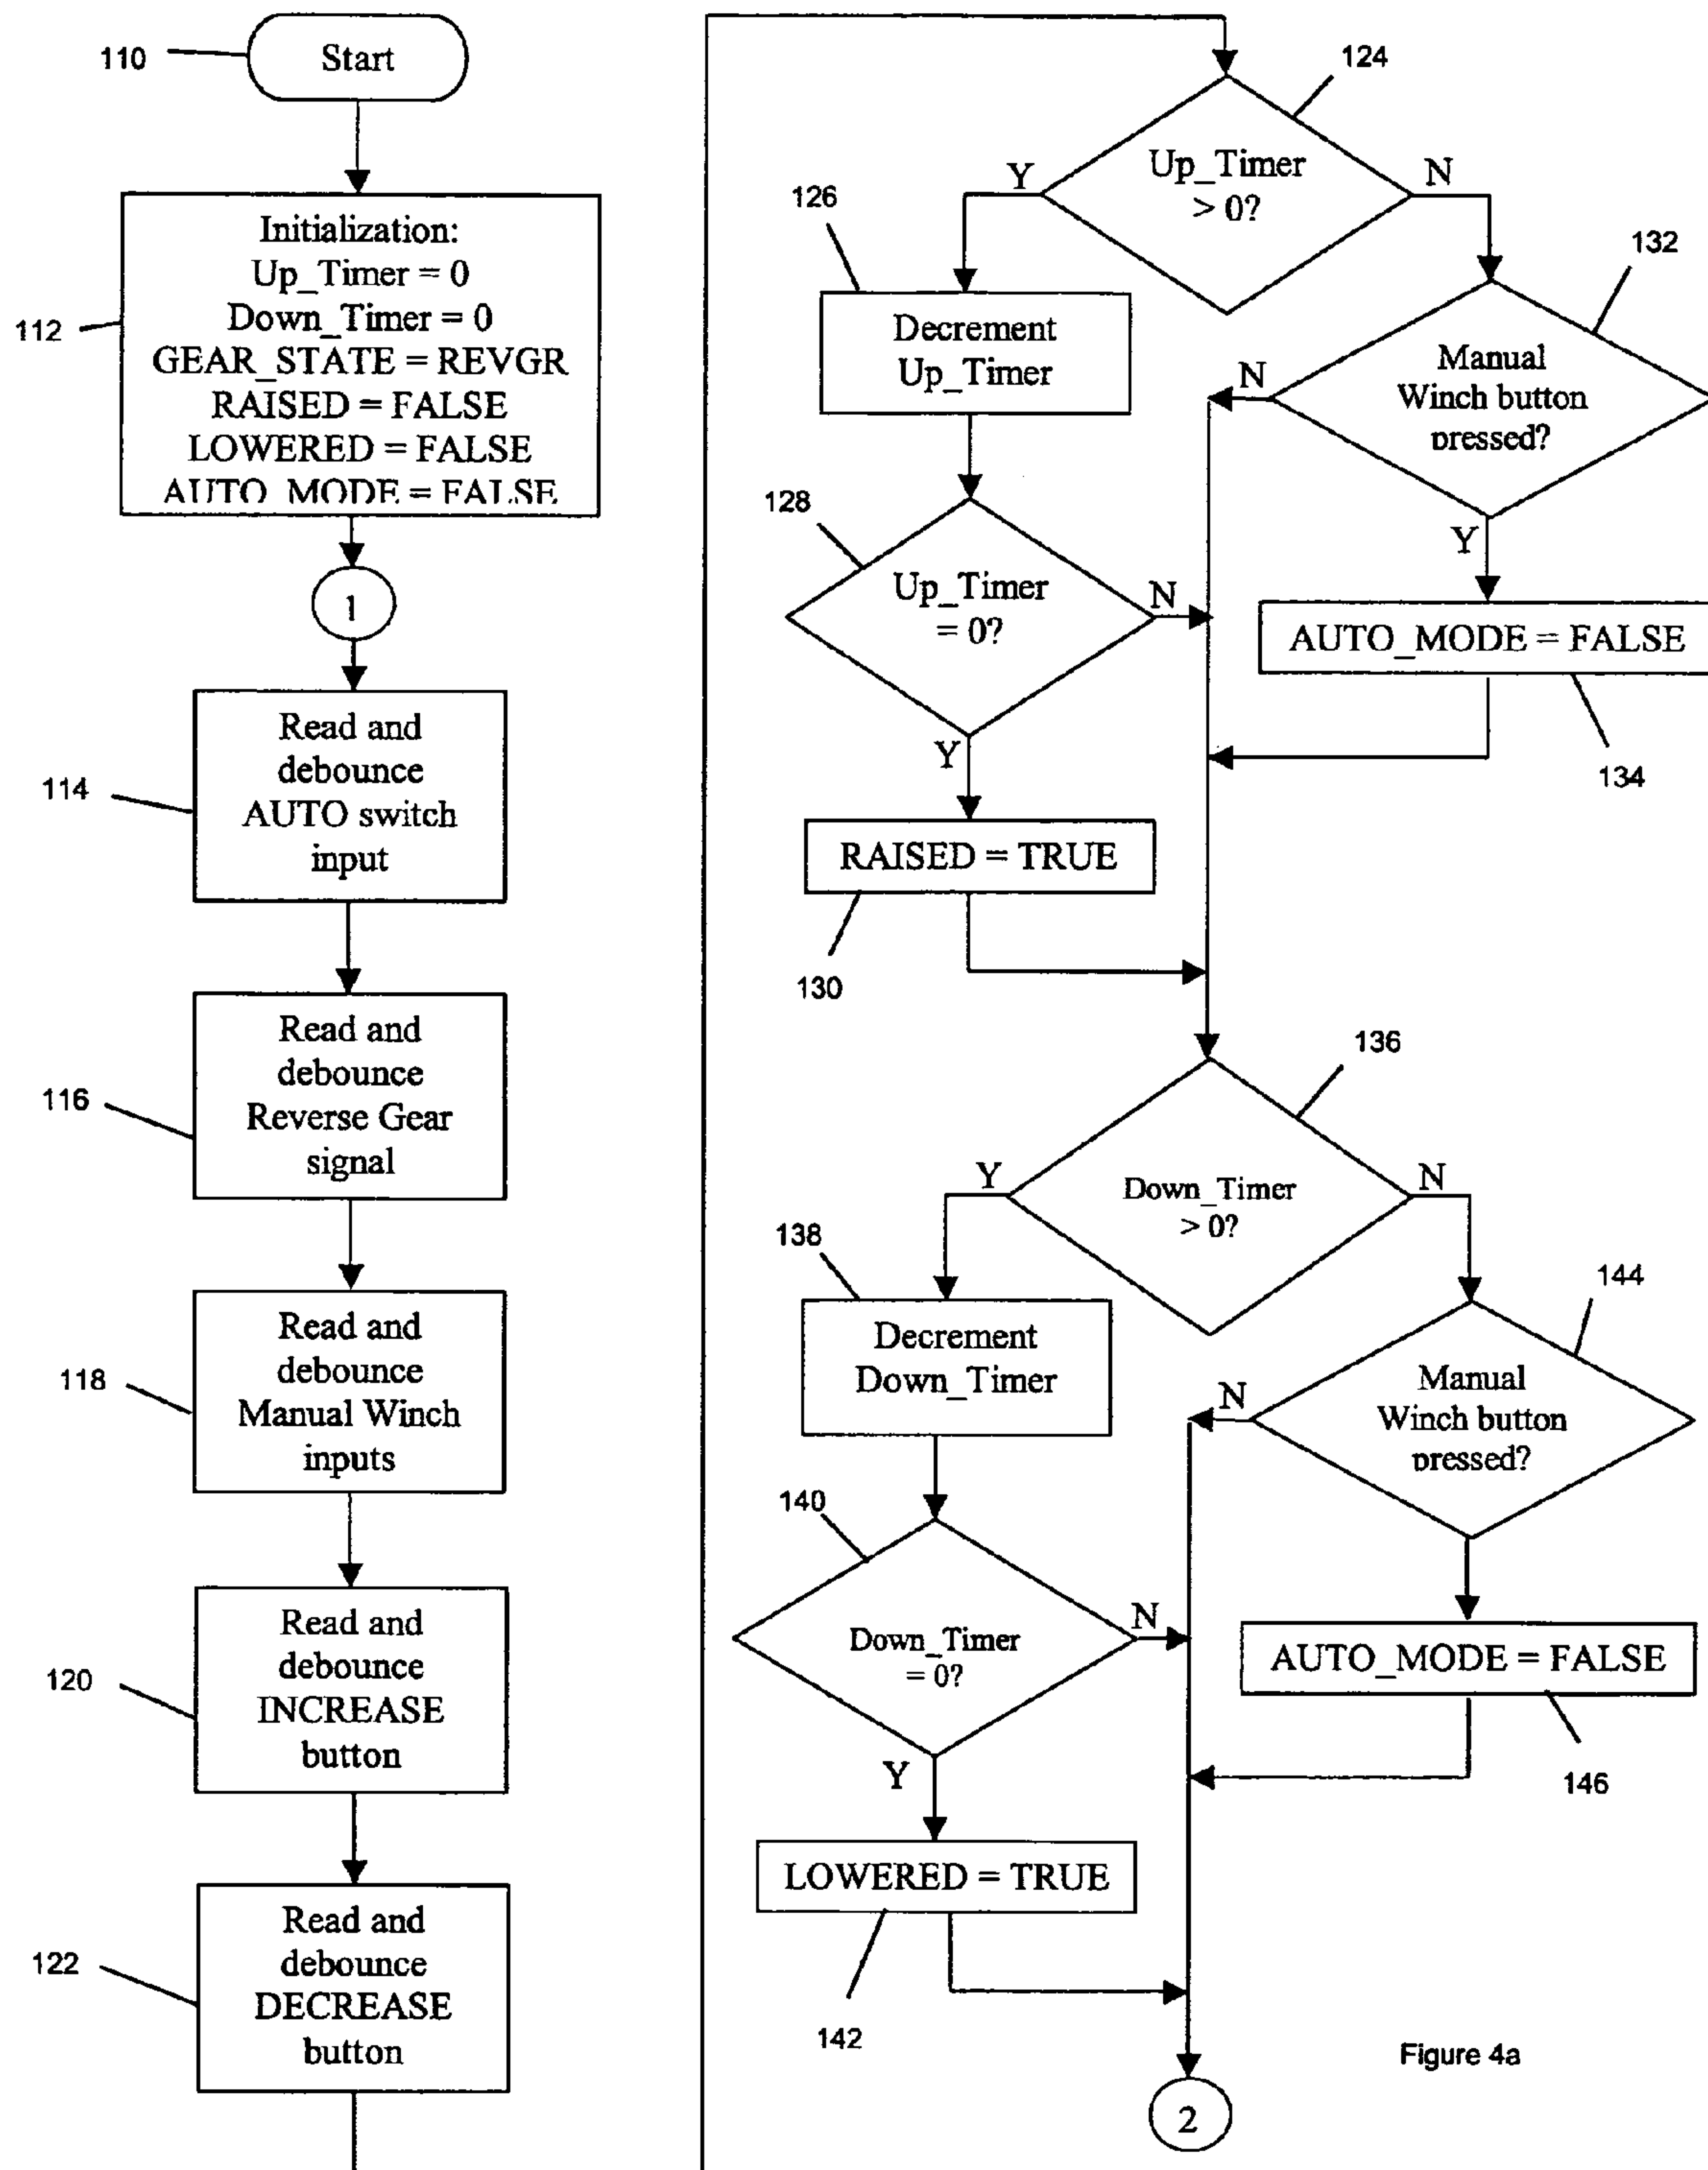 110
Start
112
Initialization:
Up_Timer = 0
Down_Timer = 0
GEAR_STATE = REVGR
RAISED = FALSE
LOWERED = FALSE
AUTO_MODE = FALSE
1
114
Read and
debounce
AUTO switch
input
116
Read and
debounce
Reverse Gear
signal
118
Read and
debounce
Manual Winch
inputs
120
Read and
debounce
INCREASE
button
122
Read and
debounce
DECREASE
button
124
Up_Timer
> 0?
Y
N
126
Decrement
Up_Timer
132
Manual
Winch button
pressed?
N
Y
128
Up_Timer
= 0?
N
Y
AUTO_MODE = FALSE
134
RAISED = TRUE
130
136
Down_Timer
> 0?
Y
N
138
Decrement
Down_Timer
144
Manual
Winch button
pressed?
N
140
Down_Timer
= 0?
N
Y
AUTO_MODE = FALSE
146
LOWERED = TRUE
142
2
Figure 4a